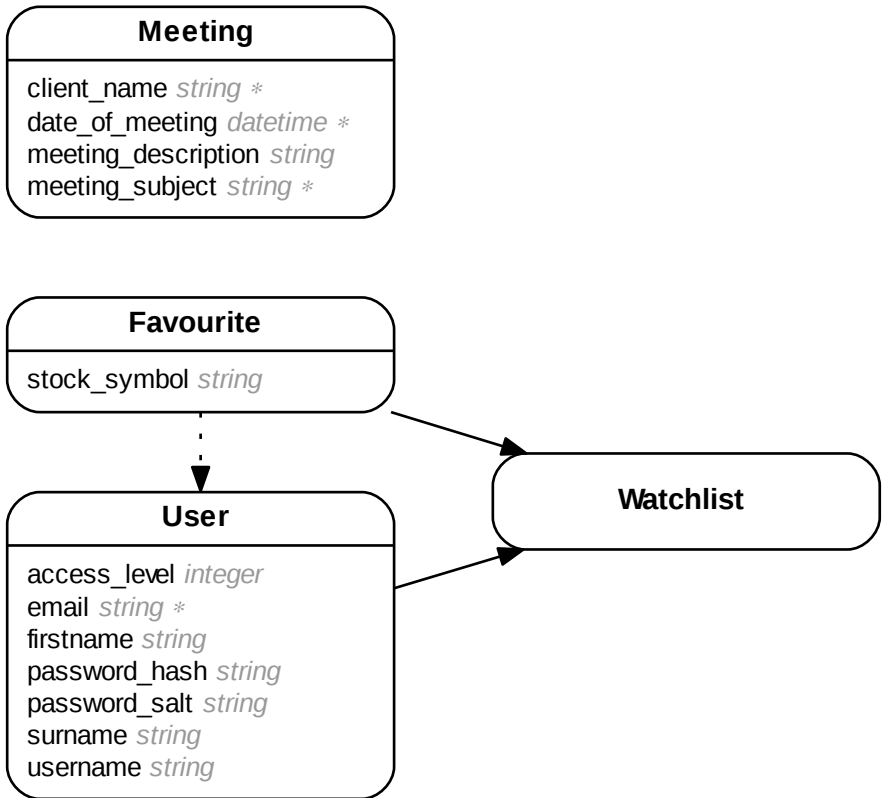 Meeting
client_name string *
date_of_meeting datetime *
meeting_description string
meeting_subject string *
Favourite
stock_symbol string
User
access_level integer
email string *
firstname string
password_hash string
password_salt string
surname string
username string
Watchlist